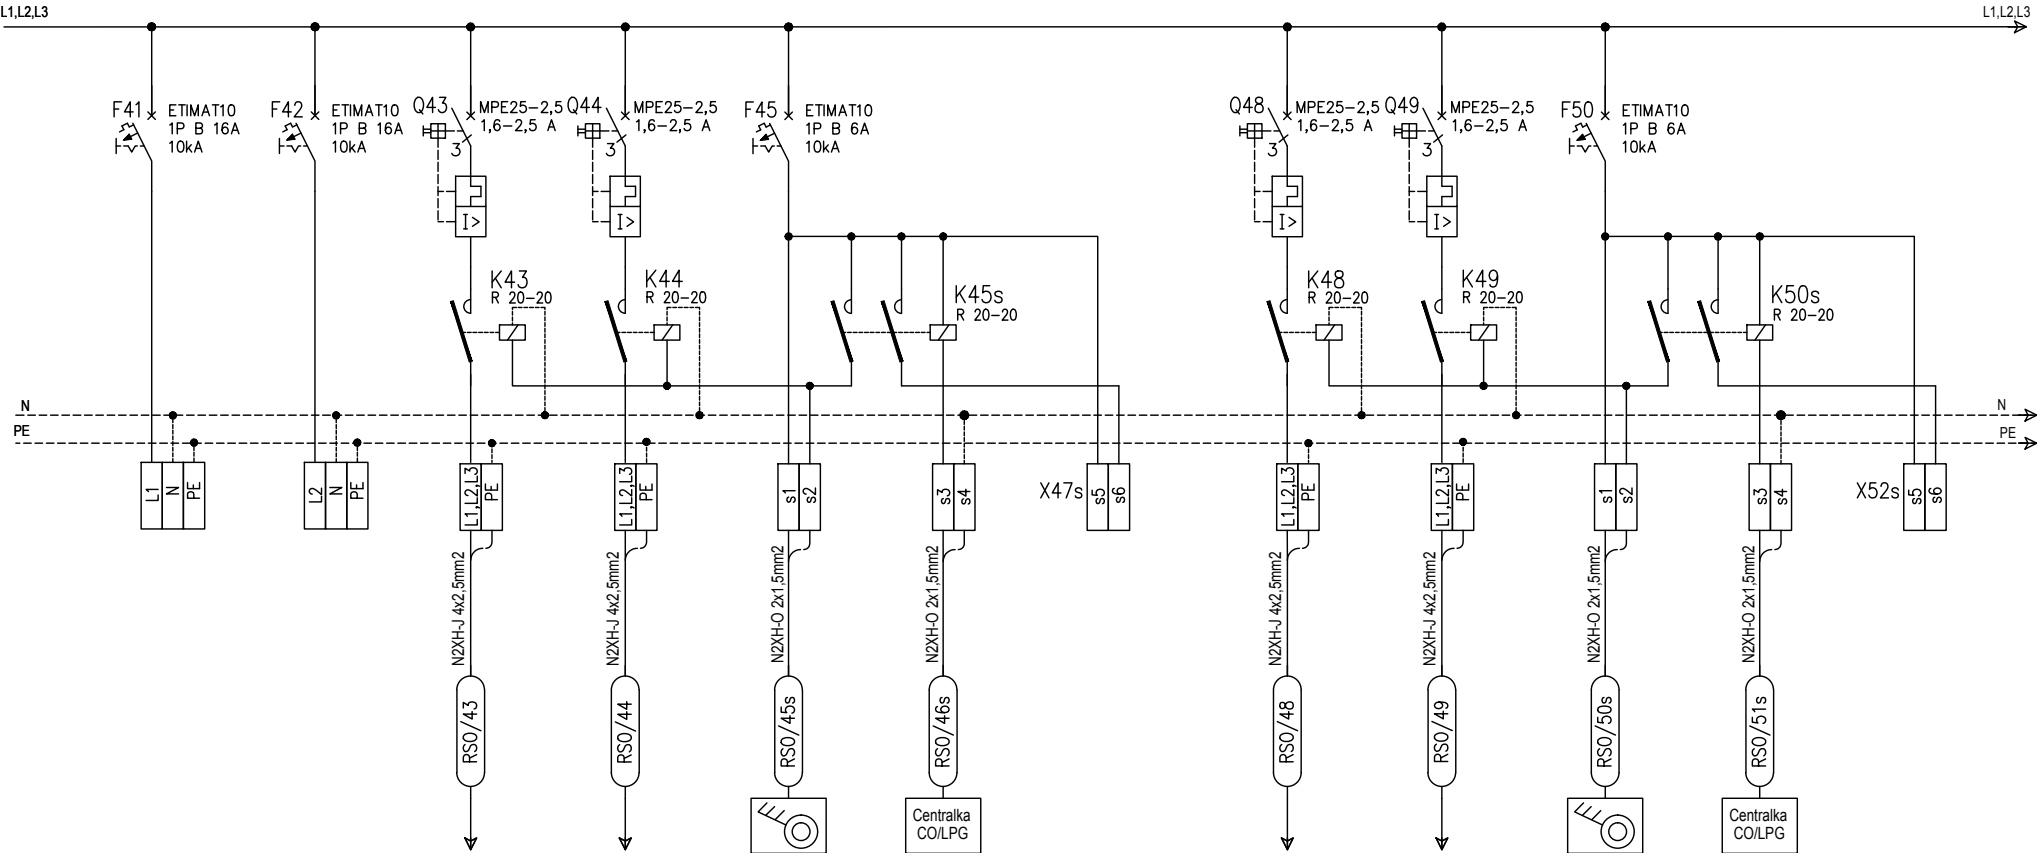 L1,L2,L3
L1,L2,L3
F41
ETIMAT10
1P B 16A
10kA
F42
ETIMAT10
1P B 16A
10kA
Q43
MPE25-2,5
1,6-2,5 A
3
I>
Q44
MPE25-2,5
1,6-2,5 A
3
I>
F45
ETIMAT10
1P B 6A
10kA
Q48
MPE25-2,5
1,6-2,5 A
3
I>
Q49
MPE25-2,5
1,6-2,5 A
3
I>
F50
ETIMAT10
1P B 6A
10kA
K43
R 20-20
K44
R 20-20
K45s
R 20-20
K48
R 20-20
K49
R 20-20
K50s
R 20-20
N
N
PE
PE
L1
N
PE
L2
N
PE
L1,L2,L3
PE
L1,L2,L3
PE
s1
s2
s3
s4
X47s
s5
s6
L1,L2,L3
PE
L1,L2,L3
PE
s1
s2
s3
s4
X52s
s5
s6
N2XH-J 4x2,5mm2
N2XH-J 4x2,5mm2
N2XH-O 2x1,5mm2
N2XH-O 2x1,5mm2
N2XH-J 4x2,5mm2
N2XH-J 4x2,5mm2
N2XH-O 2x1,5mm2
N2XH-O 2x1,5mm2
RSO/43
RSO/44
RSO/45s
RSO/46s
RSO/48
RSO/49
RSO/50s
RSO/51s
Centralka
CO/LPG
Centralka
CO/LPG